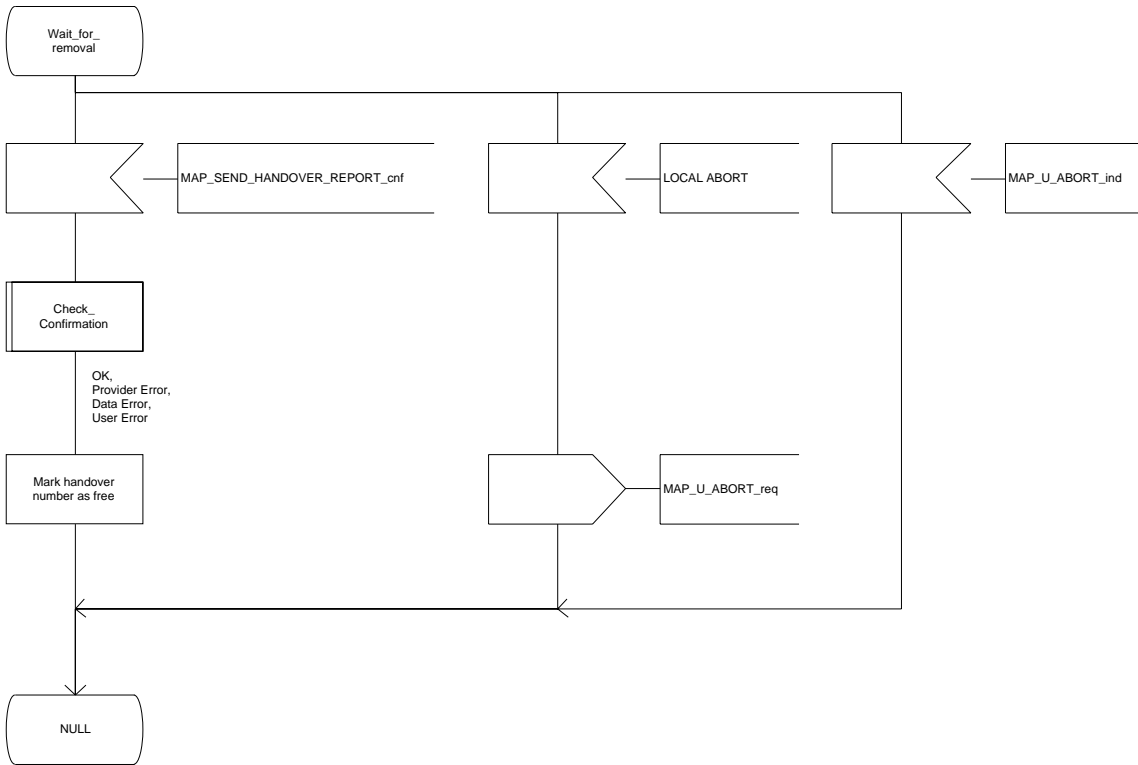 Wait_for_
removal
MAP_SEND_HANDOVER_REPORT_cnf
LOCAL ABORT
MAP_U_ABORT_ind
Check_
Confirmation
OK,
Provider Error,
Data Error,
User Error
Mark handover
number as free
MAP_U_ABORT_req
NULL